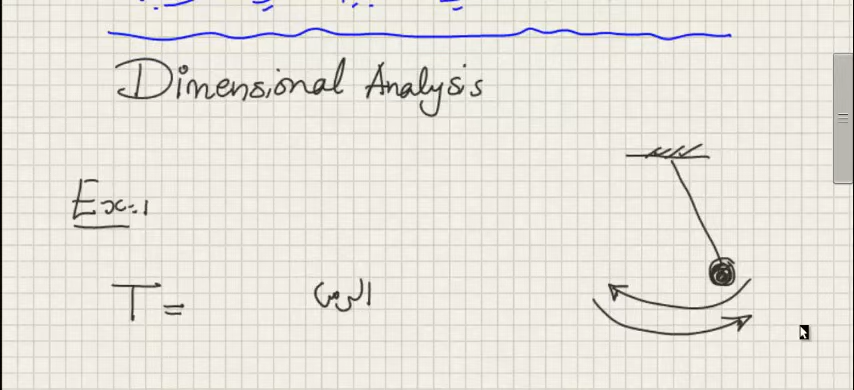 Dimensional Analysis
Ex-1
T = الزمن